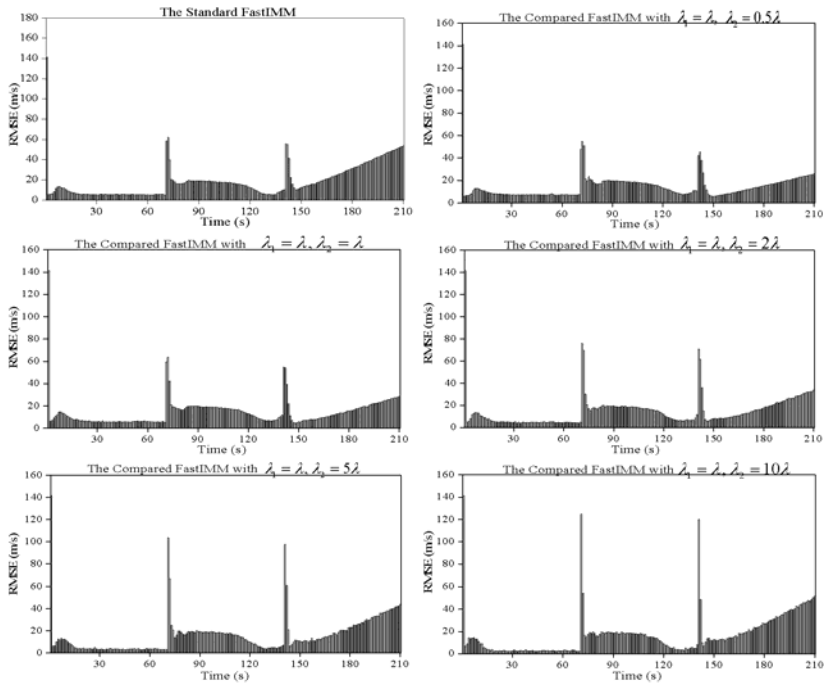 The Standard FastIMM
RMSE (m/s)
180
160
140
120
100
80
60
40
20
0
30 60 90 120 150 180 210
Time (s)
The Compared FastIMM with λ₁ = λ, λ₂ = 0.5λ
RMSE (m/s)
160
140
120
100
80
60
40
20
0
30 60 90 120 150 180 210
Time (s)
The Compared FastIMM with λ₁ = λ, λ₂ = λ
RMSE (m/s)
160
140
120
100
80
60
40
20
0
30 60 90 120 150 180 210
Time (s)
The Compared FastIMM with λ₁ = λ, λ₂ = 2λ
RMSE (m/s)
160
140
120
100
80
60
40
20
0
30 60 90 120 150 180 210
Time (s)
The Compared FastIMM with λ₁ = λ, λ₂ = 5λ
RMSE (m/s)
160
140
120
100
80
60
40
20
0
30 60 90 120 150 180 210
Time (s)
The Compared FastIMM with λ₁ = λ, λ₂ = 10λ
RMSE (m/s)
160
140
120
100
80
60
40
20
0
30 60 90 120 150 180 210
Time (s)